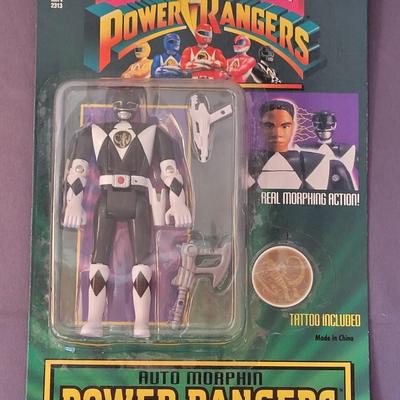 2313
POWER RANGERS
REAL MORPHING ACTION!
TATTOO INCLUDED
Made in China
AUTO MORPHIN
POWER RANGERS